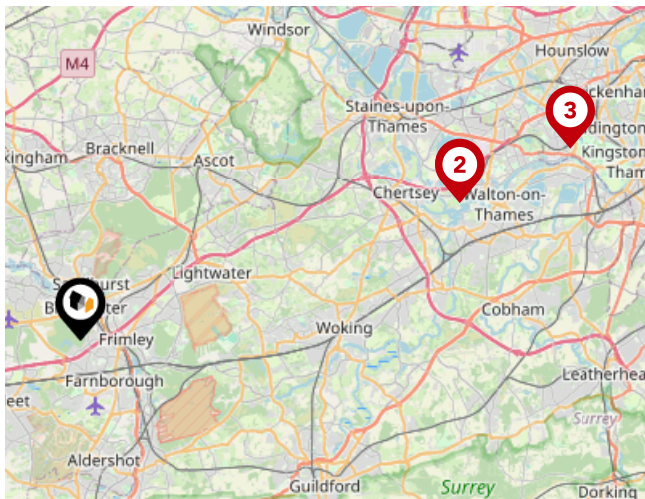 Windsor
Hounslow
M4
3
Staines-upon-
Thames
Bracknell
Ascot
2
Kingston
Chertsey
Walton-on-
Thames
Lightwater
Cobham
Woking
Frimley
Farnborough
Leatherhea
Surrey
Aldershot
Guildford
Surrey
Dorking